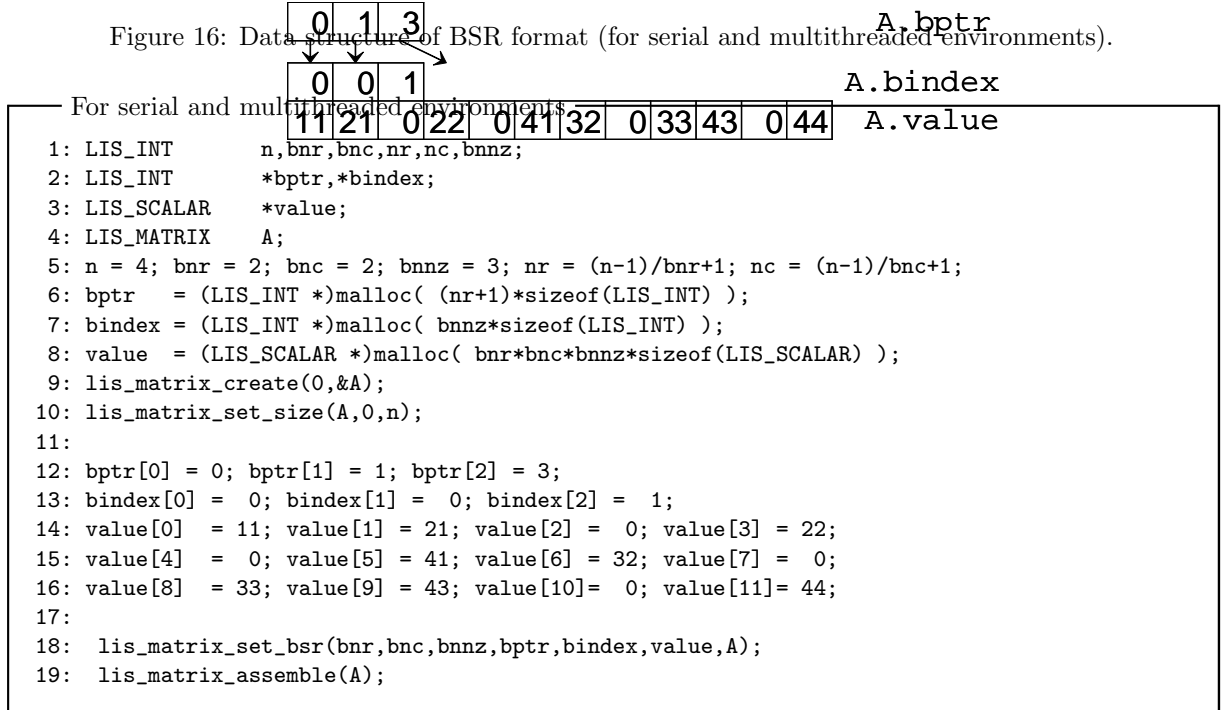 0 1 3 A.bptr
Figure 16: Data structure of BSR format (for serial and multithreaded environments).
0 0 1 A.bindex
For serial and multithreaded environments
11 21 0 22 0 41 32 0 33 43 0 44 A.value
1: LIS_INT n,bnr,bnc,nr,nc,bnnz;
2: LIS_INT *bptr,*bindex;
3: LIS_SCALAR *value;
4: LIS_MATRIX A;
5: n = 4; bnr = 2; bnc = 2; bnnz = 3; nr = (n-1)/bnr+1; nc = (n-1)/bnc+1;
6: bptr = (LIS_INT *)malloc( (nr+1)*sizeof(LIS_INT) );
7: bindex = (LIS_INT *)malloc( bnnz*sizeof(LIS_INT) );
8: value = (LIS_SCALAR *)malloc( bnr*bnc*bnnz*sizeof(LIS_SCALAR) );
9: lis_matrix_create(0,&A);
10: lis_matrix_set_size(A,0,n);
11:
12: bptr[0] = 0; bptr[1] = 1; bptr[2] = 3;
13: bindex[0] = 0; bindex[1] = 0; bindex[2] = 1;
14: value[0] = 11; value[1] = 21; value[2] = 0; value[3] = 22;
15: value[4] = 0; value[5] = 41; value[6] = 32; value[7] = 0;
16: value[8] = 33; value[9] = 43; value[10]= 0; value[11]= 44;
17:
18: lis_matrix_set_bsr(bnr,bnc,bnnz,bptr,bindex,value,A);
19: lis_matrix_assemble(A);